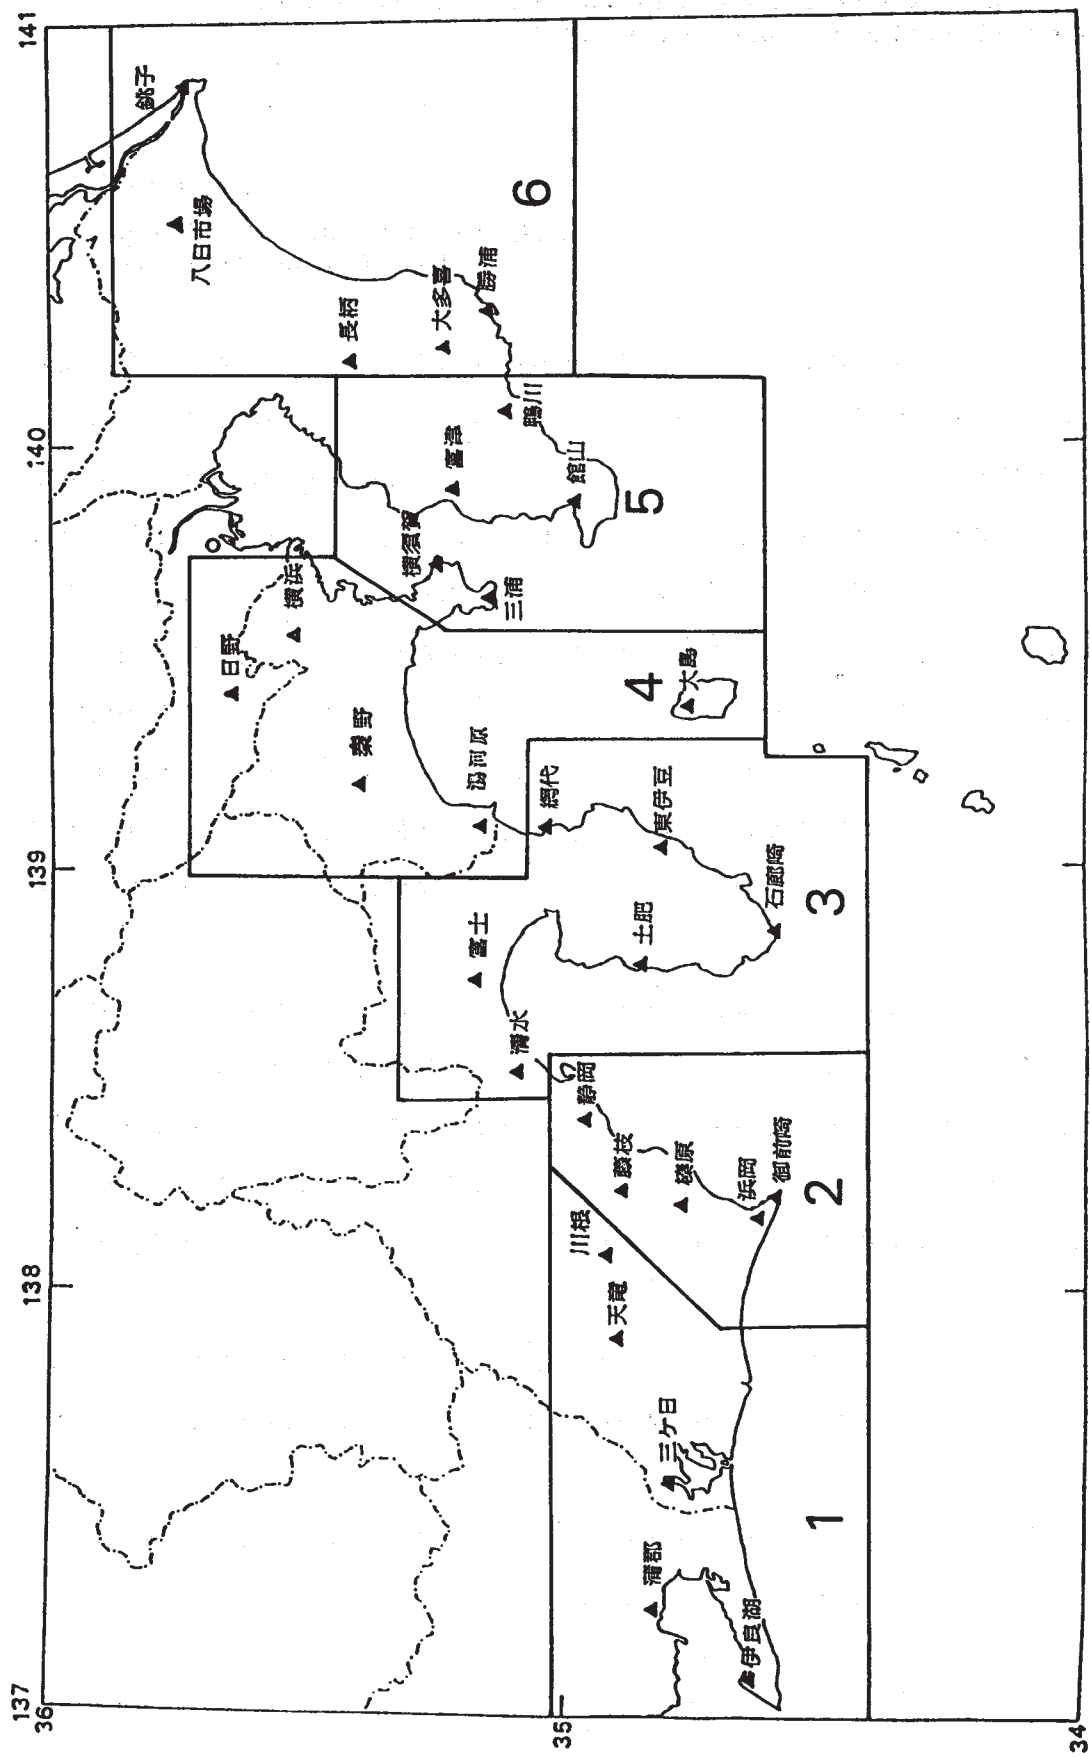 137
138
139
140
141
36
35
34
銚子
八日市場
日野
横浜
長柄
秦野
横須賀
富津
大多喜
富士
湯河原
三浦
鴨川
勝浦
清水
網代
館山
川根
静岡
天竜
藤枝
土肥
東伊豆
大島
蒲郡
三ケ日
榛原
伊良湖
浜岡
御前崎
石廊崎
1
2
3
4
5
6